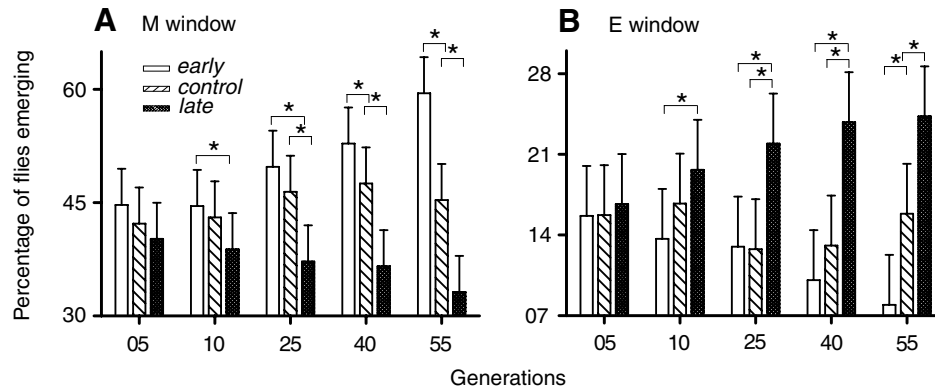 A M window
B E window
Percentage of flies emerging
early
control
late
60
45
30
* * * * * * * *
05 10 25 40 55
28
21
14
07
* * * * * * *
05 10 25 40 55
Generations